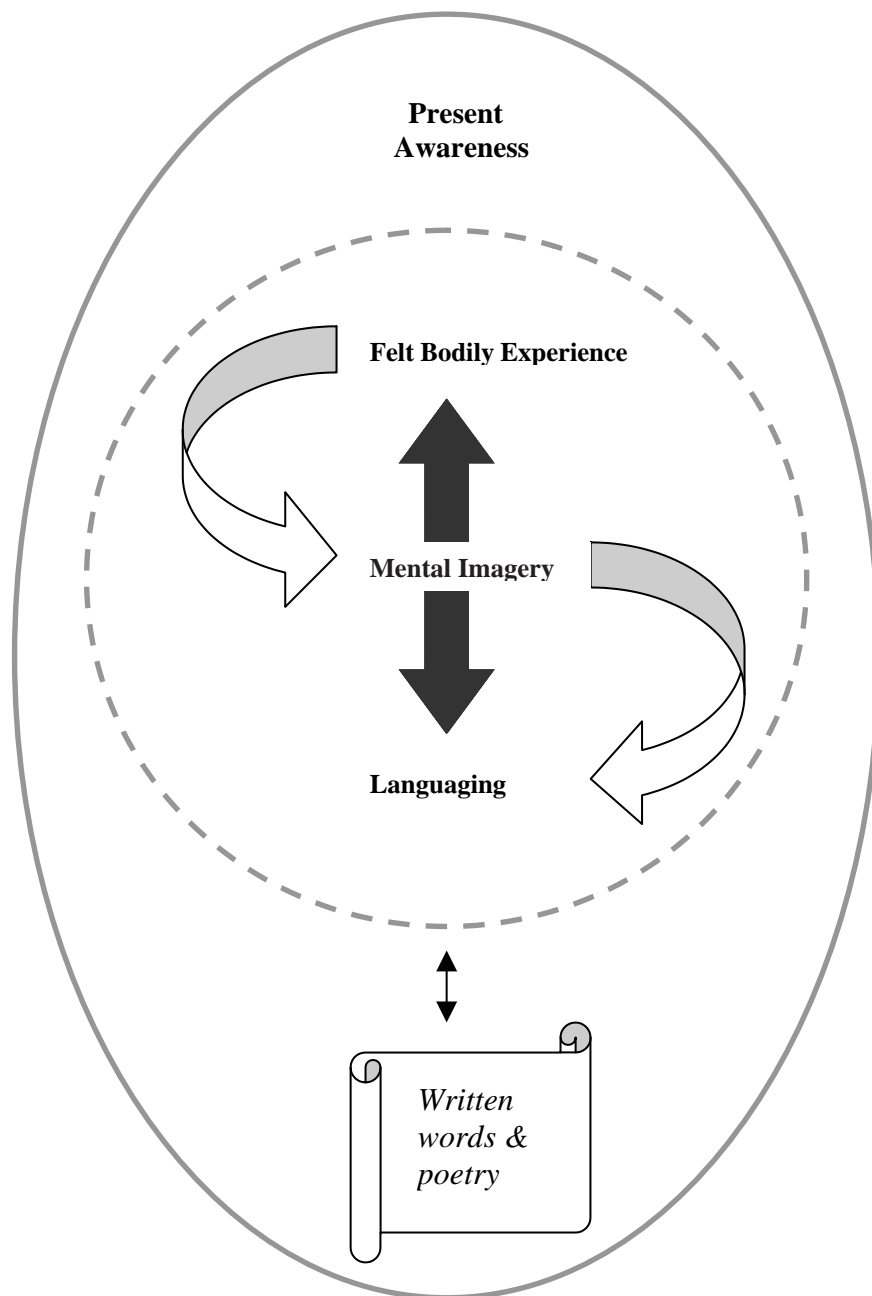 Present
Awareness
Felt Bodily Experience
Mental Imagery
Languaging
Written
words &
poetry